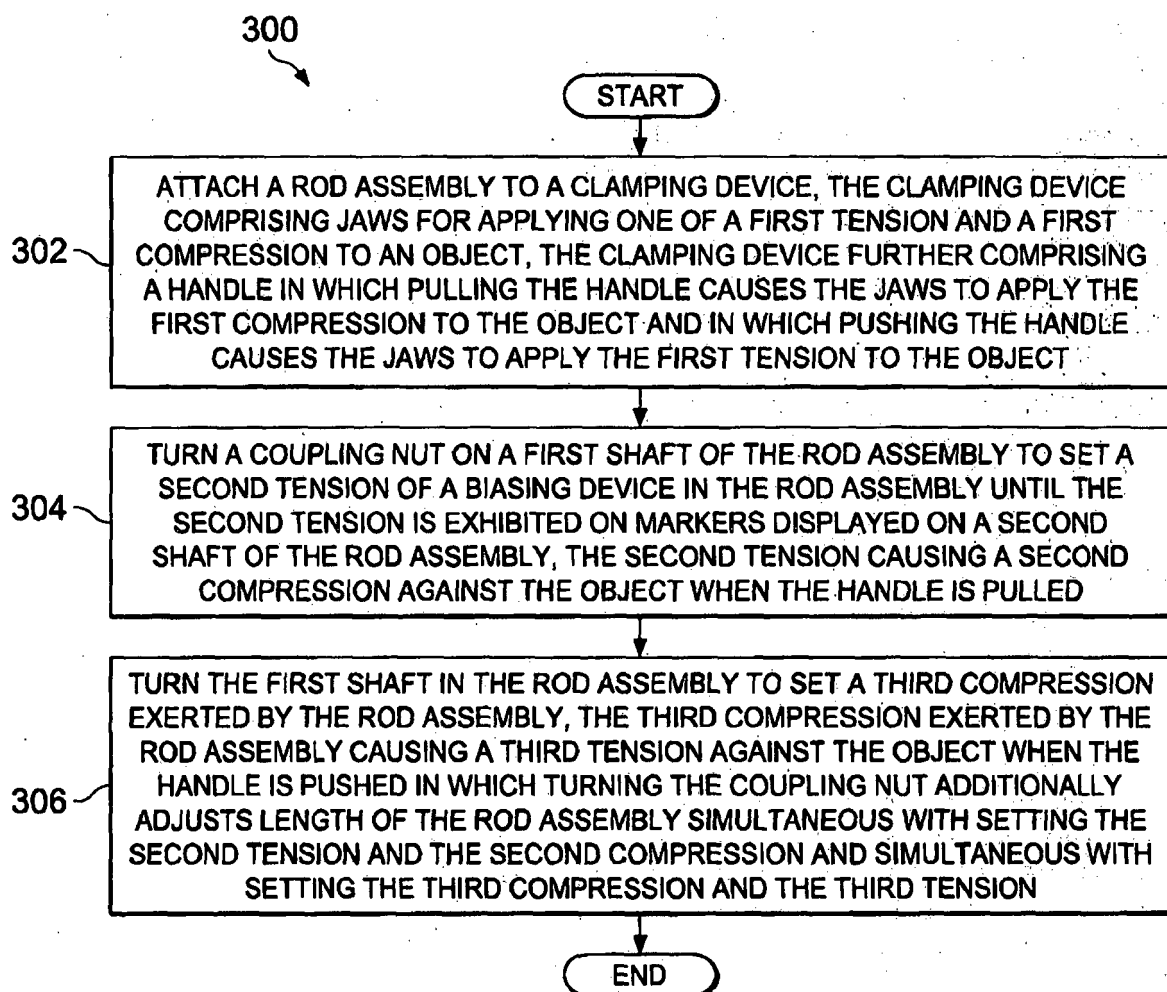 300
START
302
ATTACH A ROD ASSEMBLY TO A CLAMPING DEVICE, THE CLAMPING DEVICE
COMPRISING JAWS FOR APPLYING ONE OF A FIRST TENSION AND A FIRST
COMPRESSION TO AN OBJECT, THE CLAMPING DEVICE FURTHER COMPRISING
A HANDLE IN WHICH PULLING THE HANDLE CAUSES THE JAWS TO APPLY THE
FIRST COMPRESSION TO THE OBJECT AND IN WHICH PUSHING THE HANDLE
CAUSES THE JAWS TO APPLY THE FIRST TENSION TO THE OBJECT
304
TURN A COUPLING NUT ON A FIRST SHAFT OF THE ROD ASSEMBLY TO SET A
SECOND TENSION OF A BIASING DEVICE IN THE ROD ASSEMBLY UNTIL THE
SECOND TENSION IS EXHIBITED ON MARKERS DISPLAYED ON A SECOND
SHAFT OF THE ROD ASSEMBLY, THE SECOND TENSION CAUSING A SECOND
COMPRESSION AGAINST THE OBJECT WHEN THE HANDLE IS PULLED
306
TURN THE FIRST SHAFT IN THE ROD ASSEMBLY TO SET A THIRD COMPRESSION
EXERTED BY THE ROD ASSEMBLY, THE THIRD COMPRESSION EXERTED BY THE
ROD ASSEMBLY CAUSING A THIRD TENSION AGAINST THE OBJECT WHEN THE
HANDLE IS PUSHED IN WHICH TURNING THE COUPLING NUT ADDITIONALLY
ADJUSTS LENGTH OF THE ROD ASSEMBLY SIMULTANEOUS WITH SETTING THE
SECOND TENSION AND THE SECOND COMPRESSION AND SIMULTANEOUS WITH
SETTING THE THIRD COMPRESSION AND THE THIRD TENSION
END